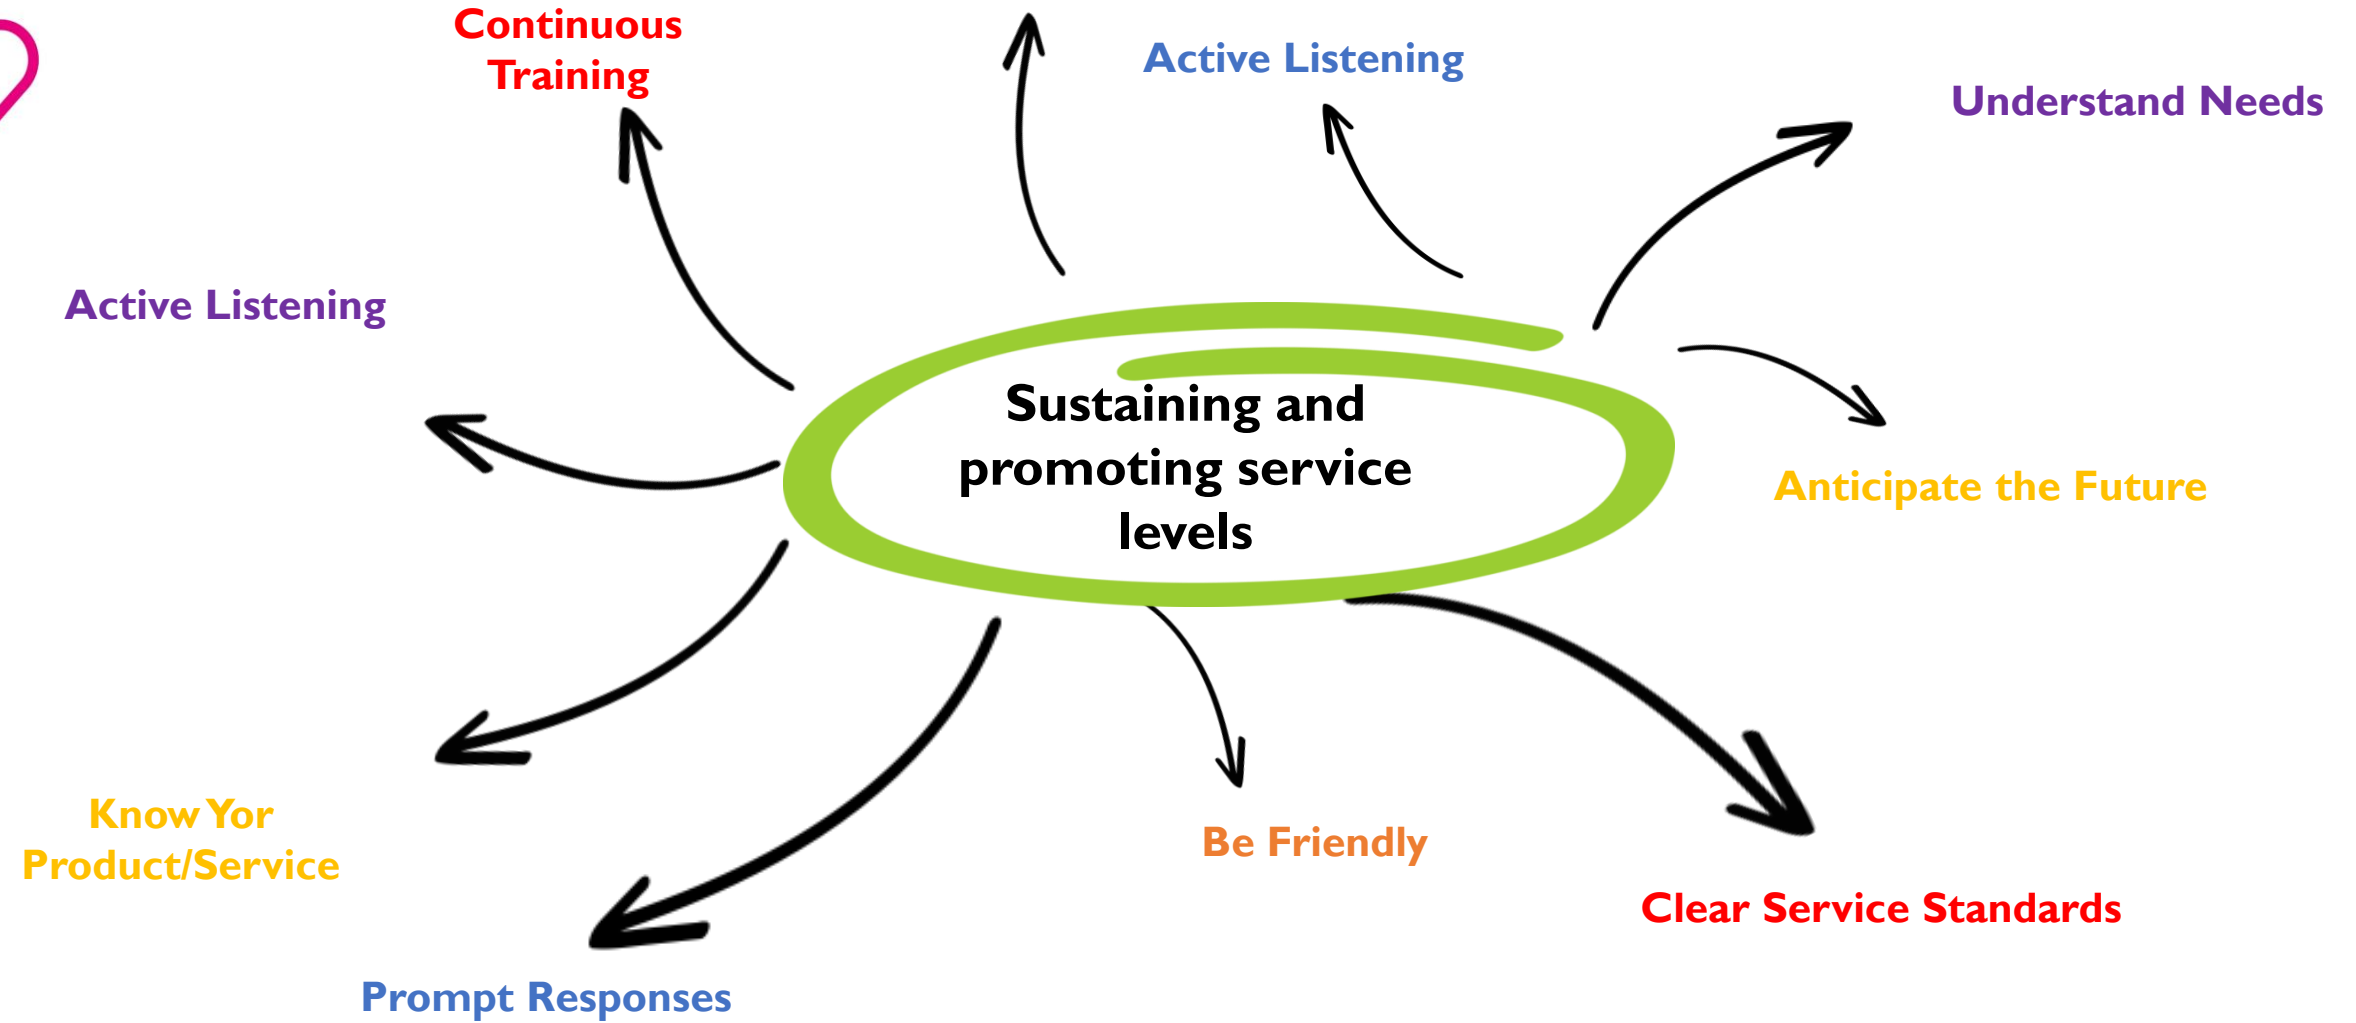 Continuous
Training
Active Listening
Understand Needs
Active Listening
Sustaining and
promoting service
levels
Anticipate the Future
Know Yor
Product/Service
Be Friendly
Clear Service Standards
Prompt Responses